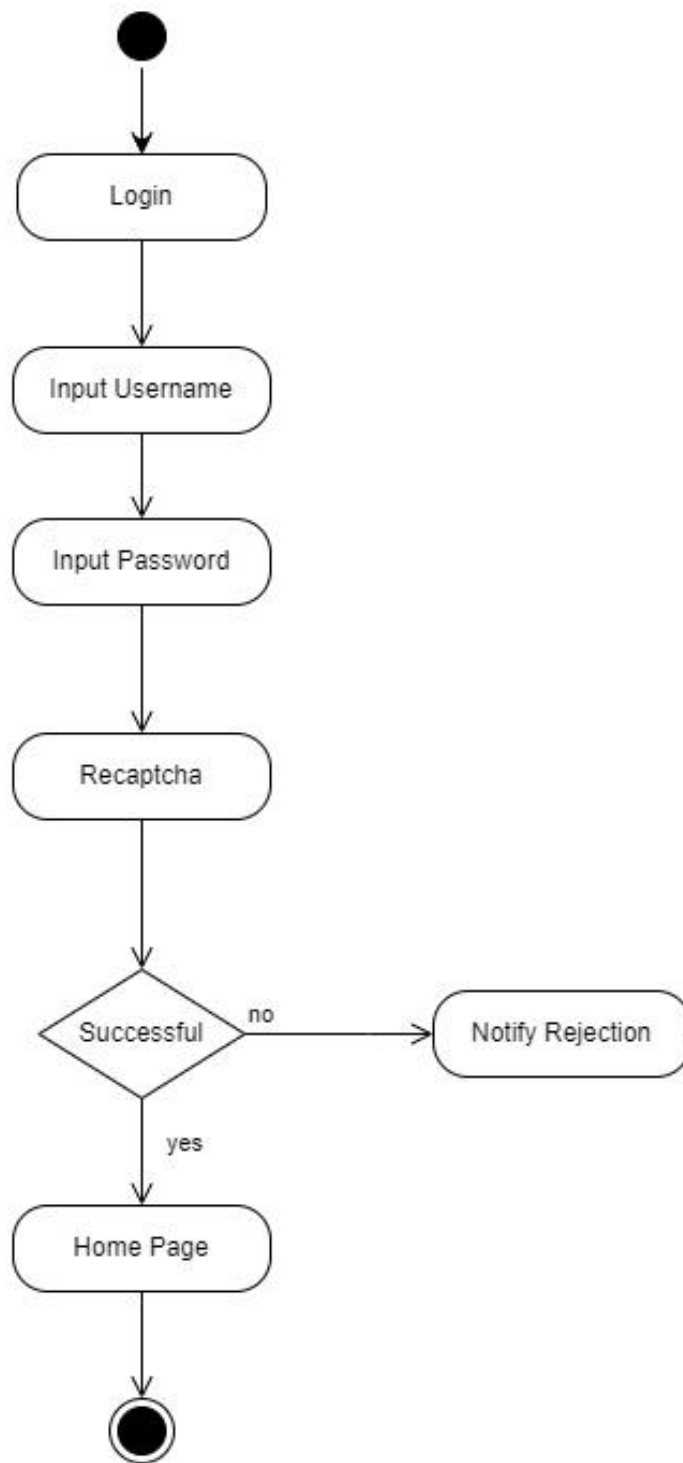 Login
Input Username
Input Password
Recaptcha
Successful
no
Notify Rejection
yes
Home Page